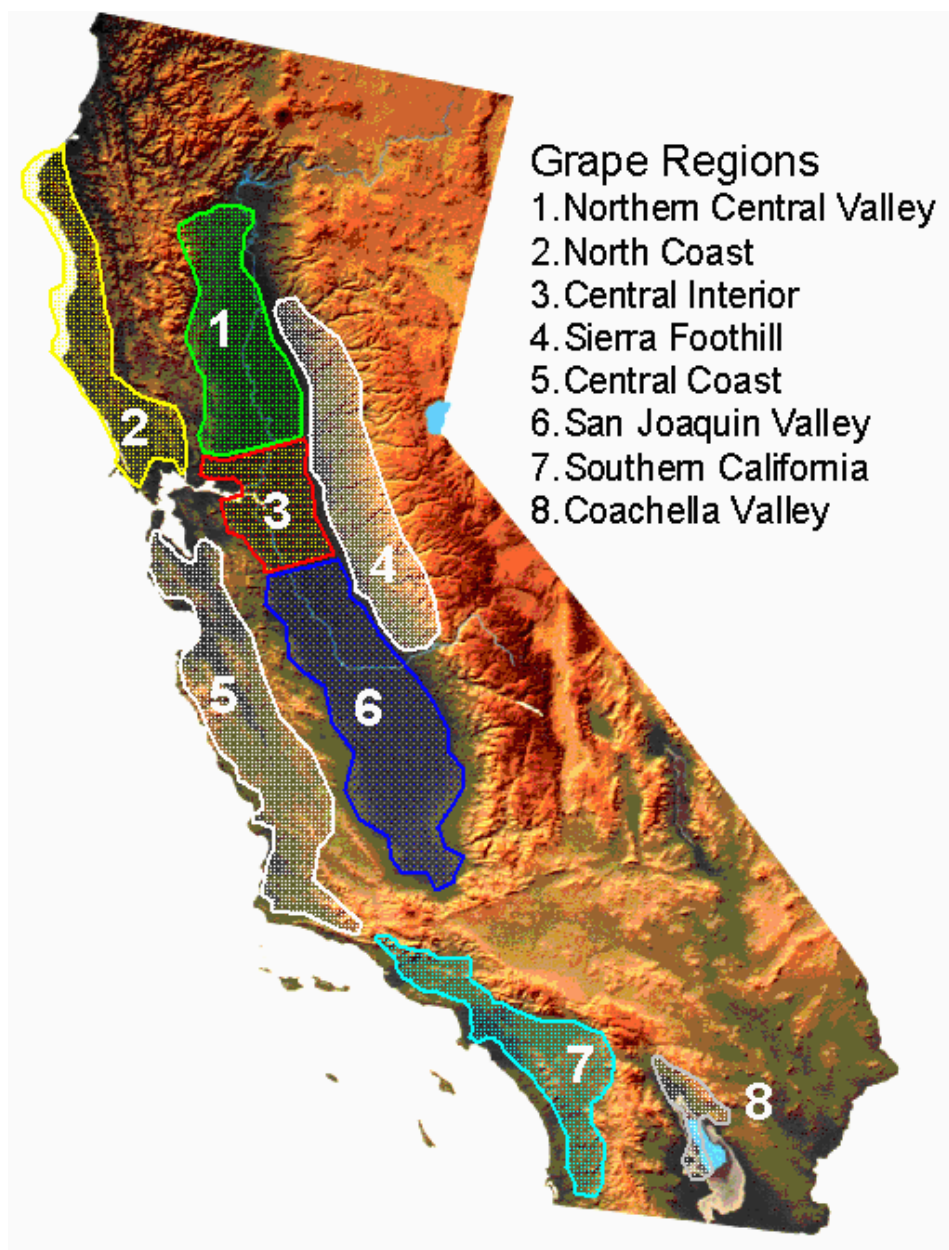 Grape Regions
1.Northern Central Valley
2.North Coast
3.Central Interior
4.Sierra Foothill
5.Central Coast
6.San Joaquin Valley
7.Southern California
8.Coachella Valley
1
2
3
4
5
6
7
8